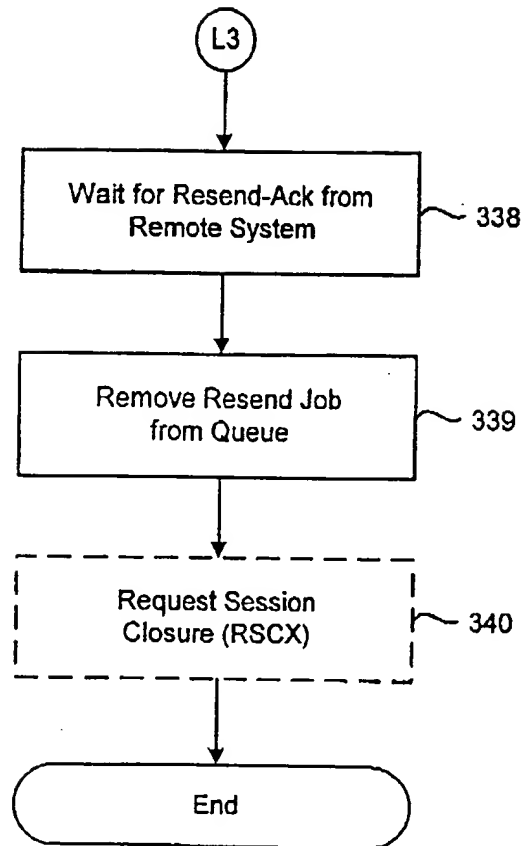 L3
Wait for Resend-Ack from
Remote System
338
Remove Resend Job
from Queue
339
Request Session
Closure (RSCX)
340
End